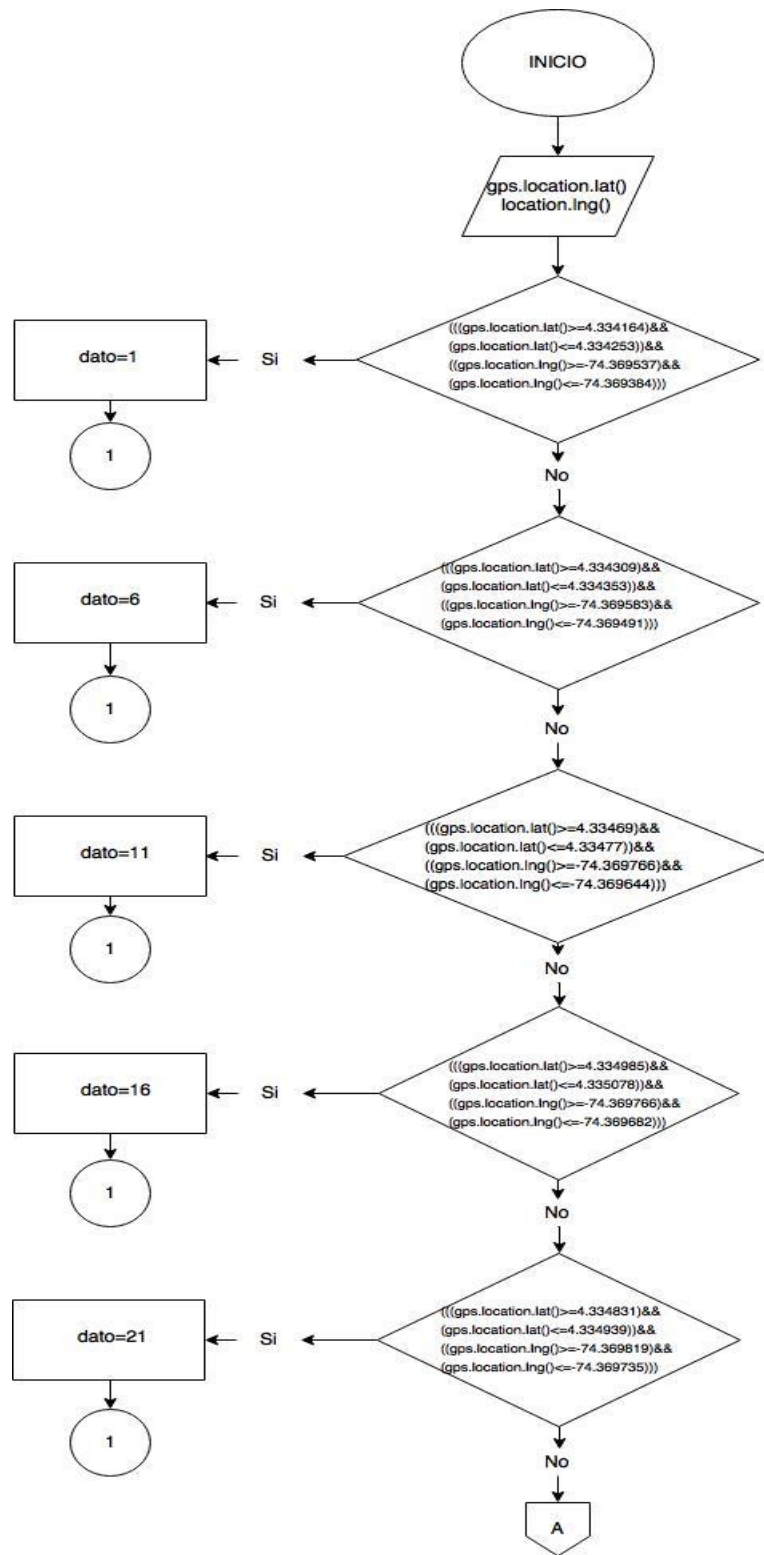 INICIO
gps.location.lat()
location.lng()
(((gps.location.lat()>=4.334164)&&
(gps.location.lat()<=4.334253))&&
((gps.location.lng()>=-74.369537)&&
(gps.location.lng()<=-74.369384)))
Si
dato=1
1
No
(((gps.location.lat()>=4.334309)&&
(gps.location.lat()<=4.334353))&&
((gps.location.lng()>=-74.369583)&&
(gps.location.lng()<=-74.369491)))
Si
dato=6
1
No
(((gps.location.lat()>=4.33469)&&
(gps.location.lat()<=4.33477))&&
((gps.location.lng()>=-74.369766)&&
(gps.location.lng()<=-74.369644)))
Si
dato=11
1
No
(((gps.location.lat()>=4.334985)&&
(gps.location.lat()<=4.335078))&&
((gps.location.lng()>=-74.369766)&&
(gps.location.lng()<=-74.369682)))
Si
dato=16
1
No
(((gps.location.lat()>=4.334831)&&
(gps.location.lat()<=4.334939))&&
((gps.location.lng()>=-74.369819)&&
(gps.location.lng()<=-74.369735)))
Si
dato=21
1
No
A